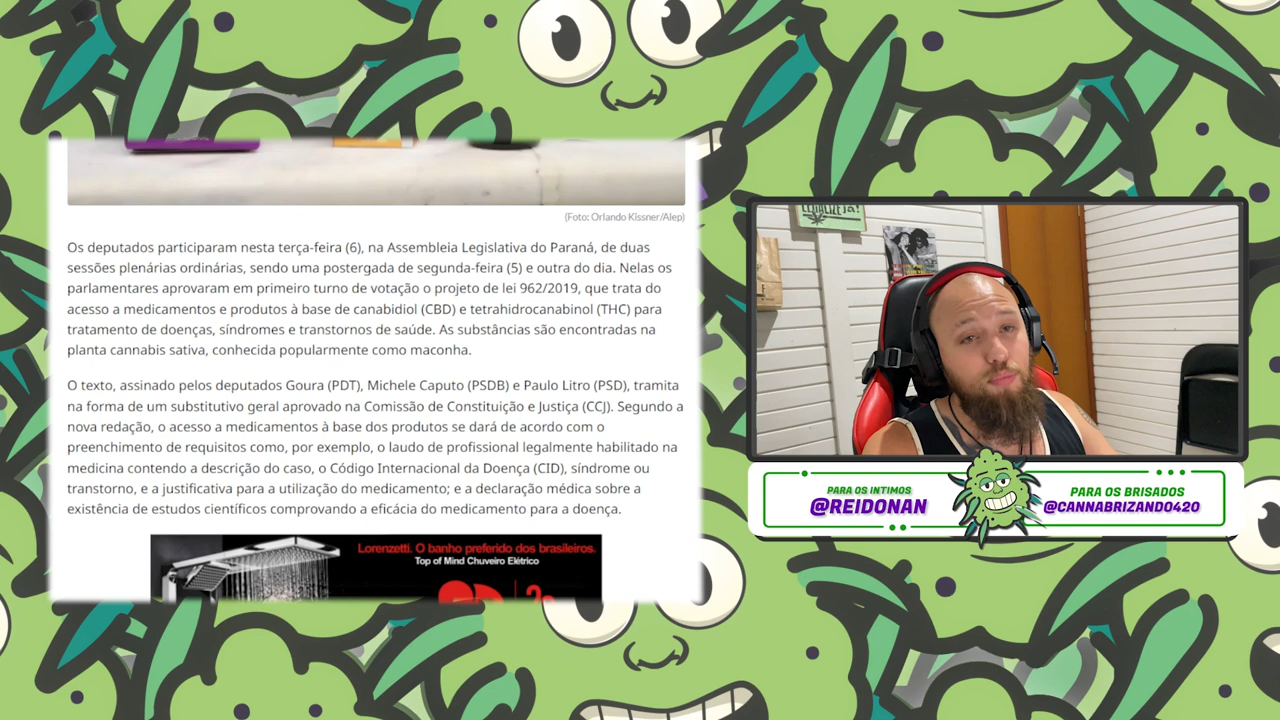 (Foto: Orlando Kissner/Alep)
Os deputados participaram nesta terça-feira (6), na Assembleia Legislativa do Paraná, de duas
sessões plenárias ordinárias, sendo uma postergada de segunda-feira (5) e outra do dia. Nelas os
parlamentares aprovaram em primeiro turno de votação o projeto de lei 962/2019, que trata do
acesso a medicamentos e produtos à base de canabidiol (CBD) e tetrahidrocanabinol (THC) para
tratamento de doenças, síndromes e transtornos de saúde. As substâncias são encontradas na
planta cannabis sativa, conhecida popularmente como maconha.
O texto, assinado pelos deputados Goura (PDT), Michele Caputo (PSDB) e Paulo Litro (PSD), tramita
na forma de um substitutivo geral aprovado na Comissão de Constituição e Justiça (CCJ). Segundo a
nova redação, o acesso a medicamentos à base dos produtos se dará de acordo com o
preenchimento de requisitos como, por exemplo, o laudo de profissional legalmente habilitado na
medicina contendo a descrição do caso, o Código Internacional da Doença (CID), síndrome ou
transtorno, e a justificativa para a utilização do medicamento; e a declaração médica sobre a
existência de estudos científicos comprovando a eficácia do medicamento para a doença.
Lorenzetti. O banho preferido dos brasileiros.
Top of Mind Chuveiro Elétrico
LEGALIZE JÁ!
PARA OS INTIMOS
@REIDONAN
PARA OS BRISADOS
@CANNABRIZANDO420